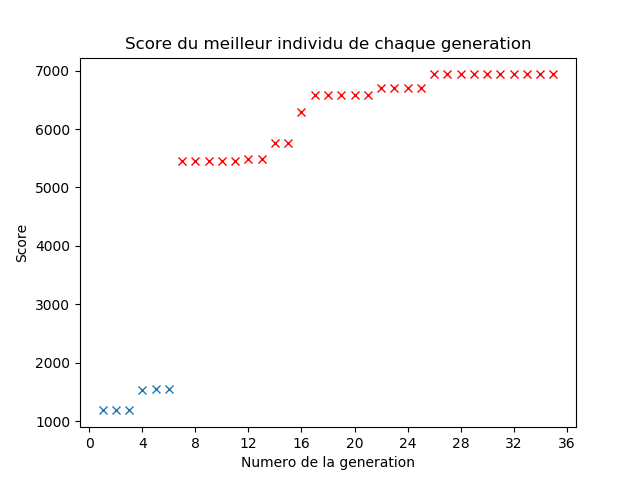 Score du meilleur individu de chaque generation
7000
6000
5000
4000
3000
2000
1000
Score
0 4 8 12 16 20 24 28 32 36
Numero de la generation